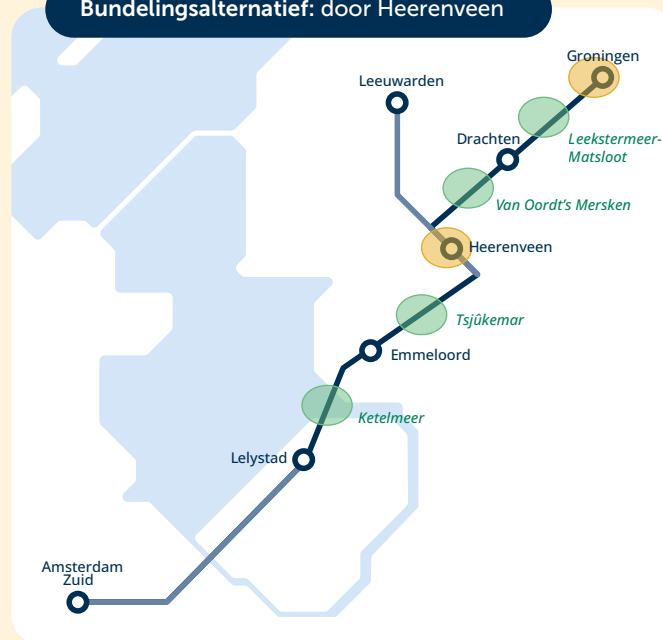 Bundelingsalternatief: door Heerenveen
Groningen
Leeuwarden
Drachten
Leekstermeer-
Matsloot
Van Oordt's Mersken
Heerenveen
Tsjûkemar
Emmeloord
Ketelmeer
Lelystad
Amsterdam
Zuid